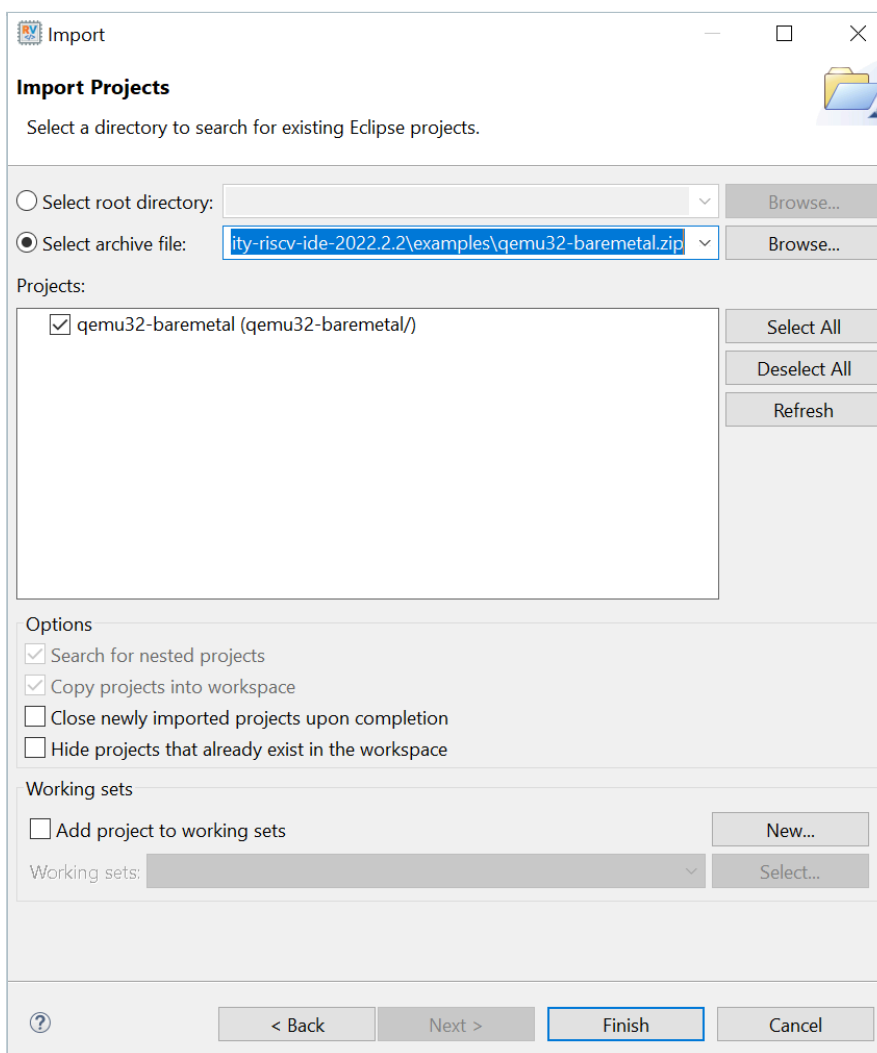 RV
Import
Import Projects
Select a directory to search for existing Eclipse projects.
Select root directory: Browse...
Select archive file: ity-riscv-ide-2022.2.2\examples\qemu32-baremetal.zip Browse...
Projects:
qemu32-baremetal (qemu32-baremetal/)
Select All
Deselect All
Refresh
Options
Search for nested projects
Copy projects into workspace
Close newly imported projects upon completion
Hide projects that already exist in the workspace
Working sets
Add project to working sets New...
Working sets: Select...
? < Back Next > Finish Cancel